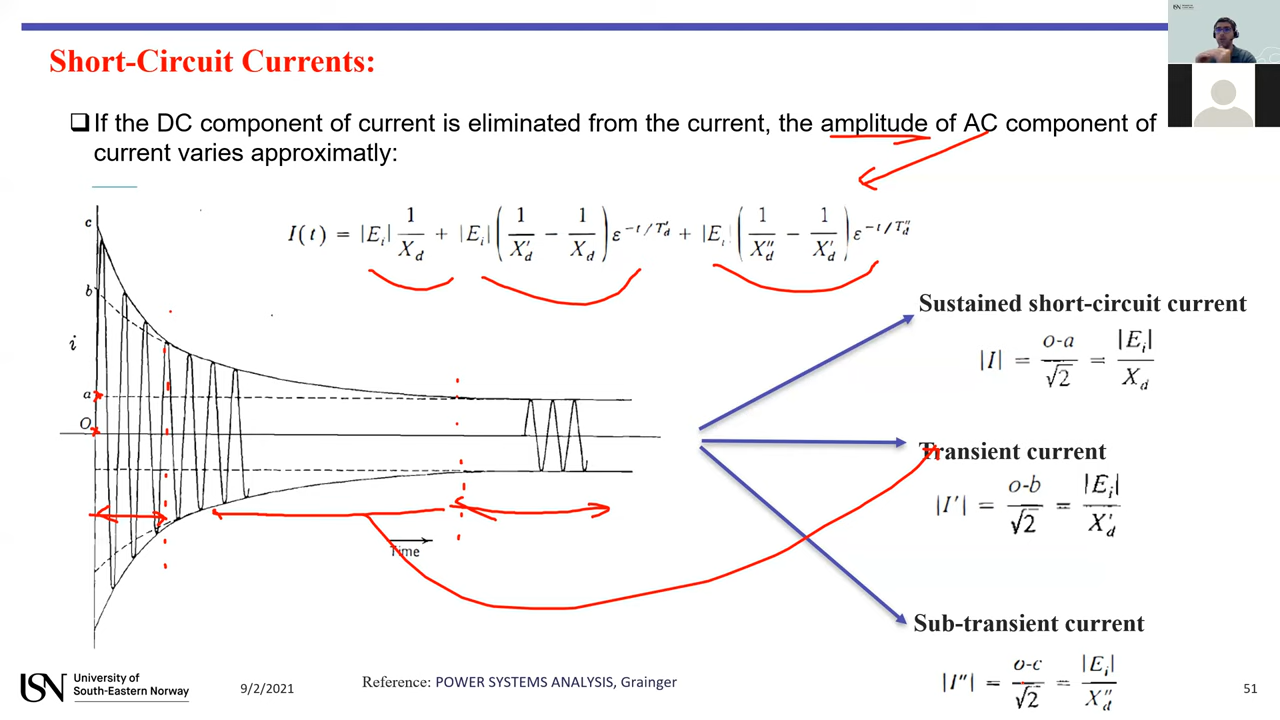 Short-Circuit Currents:
❑If the DC component of current is eliminated from the current, the amplitude of AC component of
current varies approximatly:
I(t) = |E_i| 1/X_d + |E_i| (1/X'_d − 1/X_d) ε^{−t/T'_d} + |E_i| (1/X''_d − 1/X'_d) ε^{−t/T''_d}
c
b
i
a
O
Time
Sustained short-circuit current
|I| = o-a/√2 = |E_i|/X_d
Transient current
|I'| = o-b/√2 = |E_i|/X'_d
Sub-transient current
|I''| = o-c/√2 = |E_i|/X''_d
USN University of
South-Eastern Norway
9/2/2021
Reference: POWER SYSTEMS ANALYSIS, Grainger
51
USN